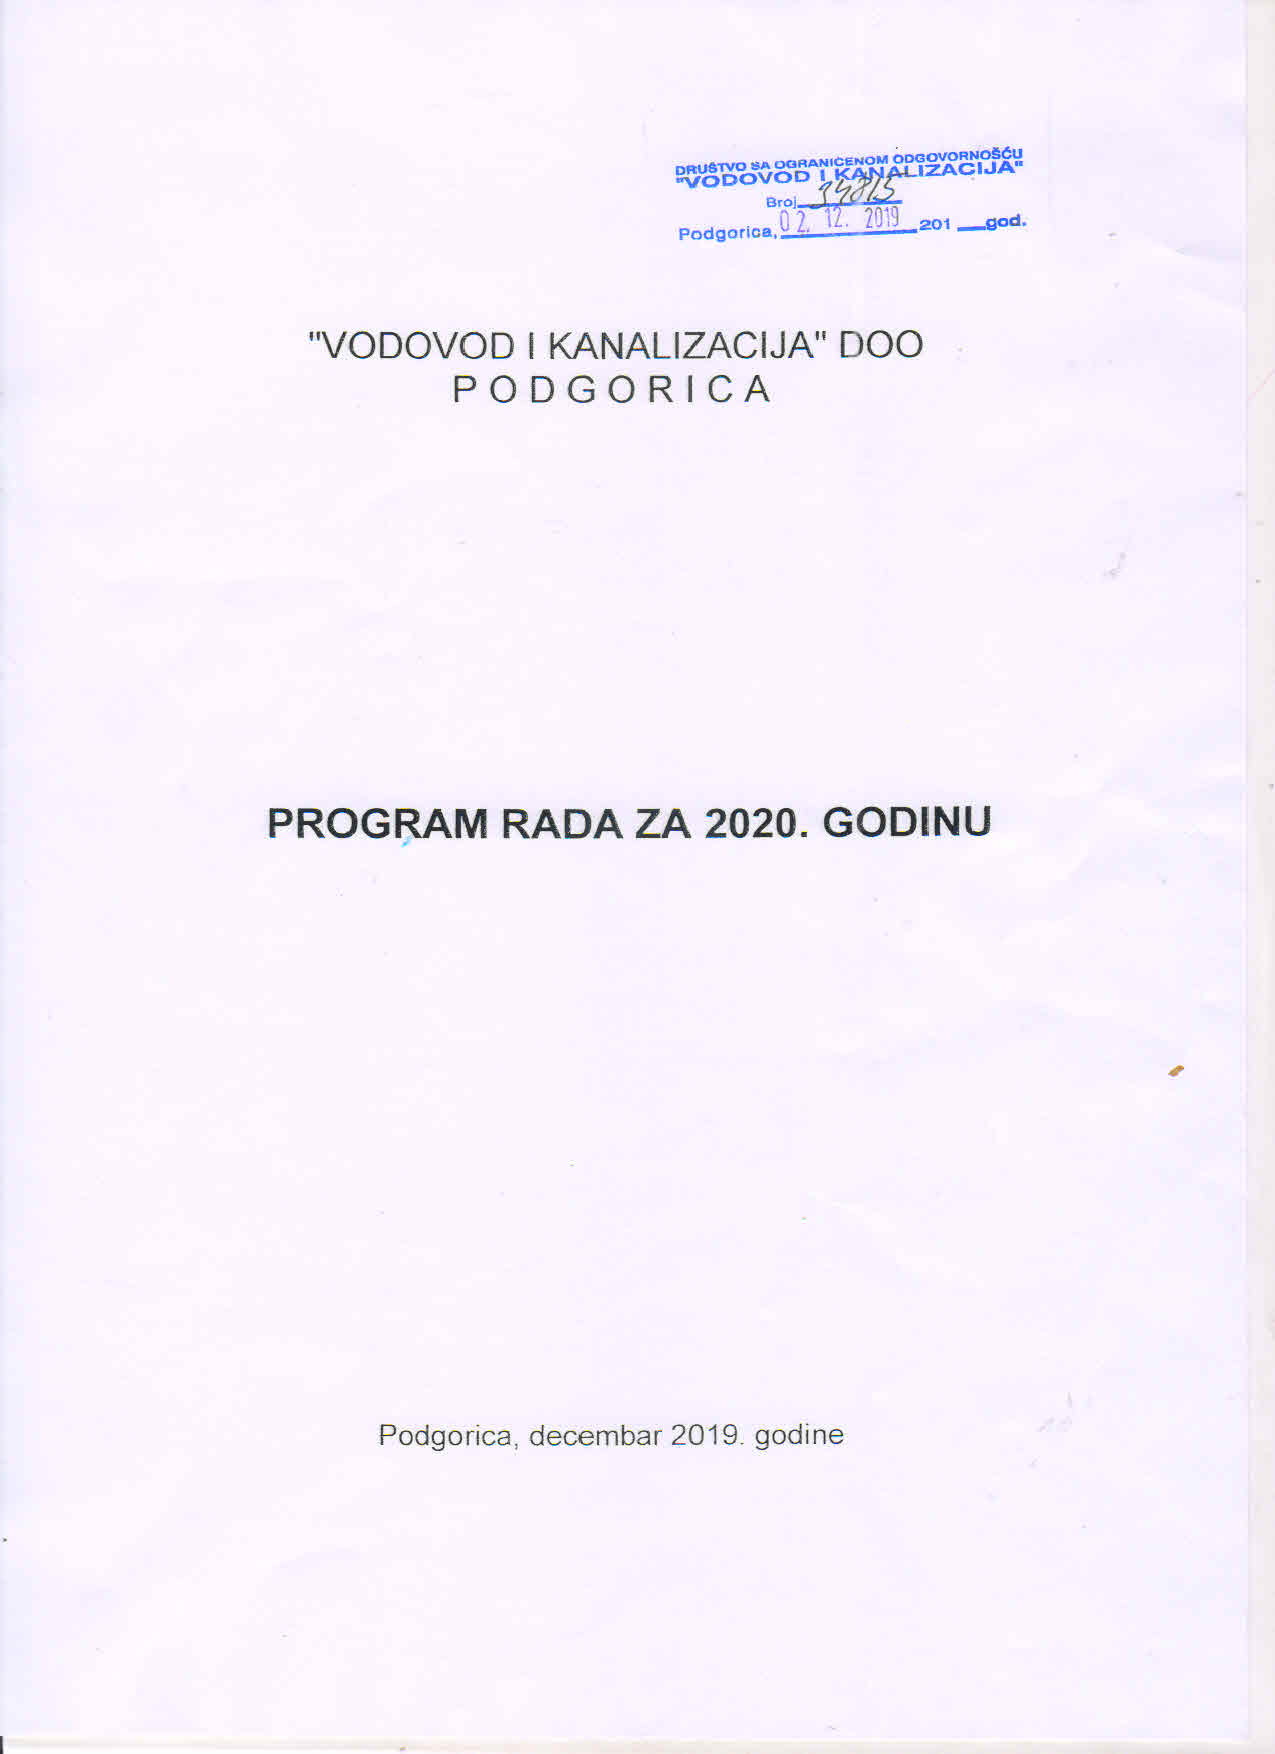 DRUŠTVO SA OGRANIČENOM ODGOVORNOŠĆU
"VODOVOD I KANALIZACIJA"
Broj 34813
Podgorica, 02. 12. 2019 201 god.
"VODOVOD I KANALIZACIJA" DOO
P O D G O R I C A
PROGRAM RADA ZA 2020. GODINU
Podgorica, decembar 2019. godine